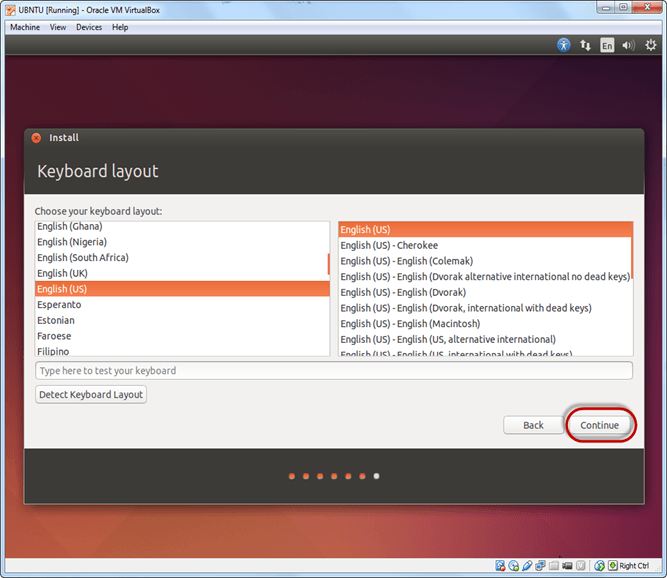 UBNTU [Running] - Oracle VM VirtualBox
Machine View Devices Help
En
Install
Keyboard layout
Choose your keyboard layout:
English (Ghana)
English (Nigeria)
English (South Africa)
English (UK)
English (US)
Esperanto
Estonian
Faroese
Filipino
English (US)
English (US) - Cherokee
English (US) - English (Colemak)
English (US) - English (Dvorak alternative international no dead keys)
English (US) - English (Dvorak)
English (US) - English (Dvorak, international with dead keys)
English (US) - English (Macintosh)
English (US) - English (US, alternative international)
English (US) - English (US, international with dead keys)
Type here to test your keyboard
Detect Keyboard Layout
Back
Continue
Right Ctrl